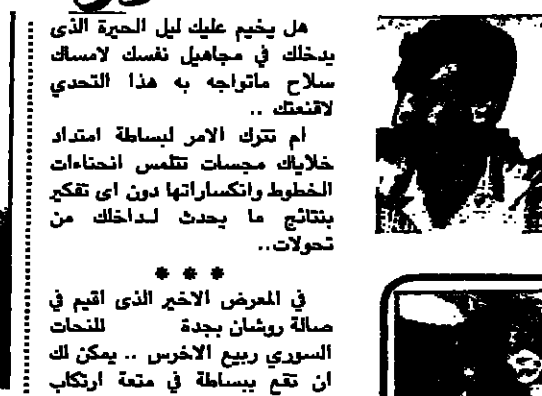 هل يخيم عليك ليل الحيرة الذى
يدخلك في مجاهيل نفسك لامساك
سلاح ماتواجه به هذا التحدي
لاقنعتك ..
ام تترك الامر لبساطة امتداد
خلاياك مجسات تتلمس انحناءات
الخطوط وانكساراتها دون اى تفكير
بنتائج ما يحدث لداخلك من
تحولات..
* * *
في المعرض الاخير الذى اقيم في
صالة روشان بجدة للنحات
السوري ربيع الاخرس .. يمكن لك
ان تقع ببساطة في متعة ارتكاب